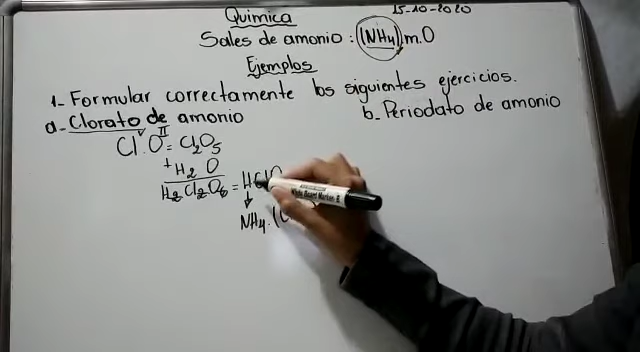 Química 15-10-2020
Sales de amonio : (NH4)m.O
Ejemplos
1- Formular correctamente los siguientes ejercicios.
a- Clorato de amonio b- Periodato de amonio
Cl V . O II = Cl2O5
+ H2 O
H2 Cl2 O6 = HClO
NH4.(C